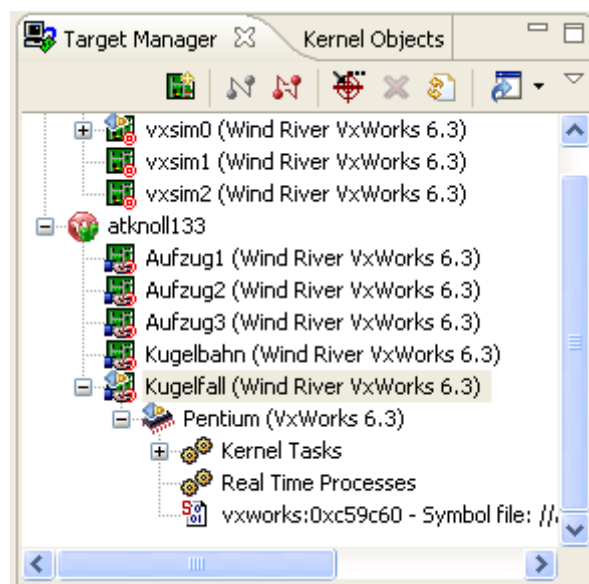 Target Manager Kernel Objects
vxsim0 (Wind River VxWorks 6.3)
vxsim1 (Wind River VxWorks 6.3)
vxsim2 (Wind River VxWorks 6.3)
atknoll133
Aufzug1 (Wind River VxWorks 6.3)
Aufzug2 (Wind River VxWorks 6.3)
Aufzug3 (Wind River VxWorks 6.3)
Kugelbahn (Wind River VxWorks 6.3)
Kugelfall (Wind River VxWorks 6.3)
Pentium (VxWorks 6.3)
Kernel Tasks
Real Time Processes
vxworks:0xc59c60 - Symbol file: //